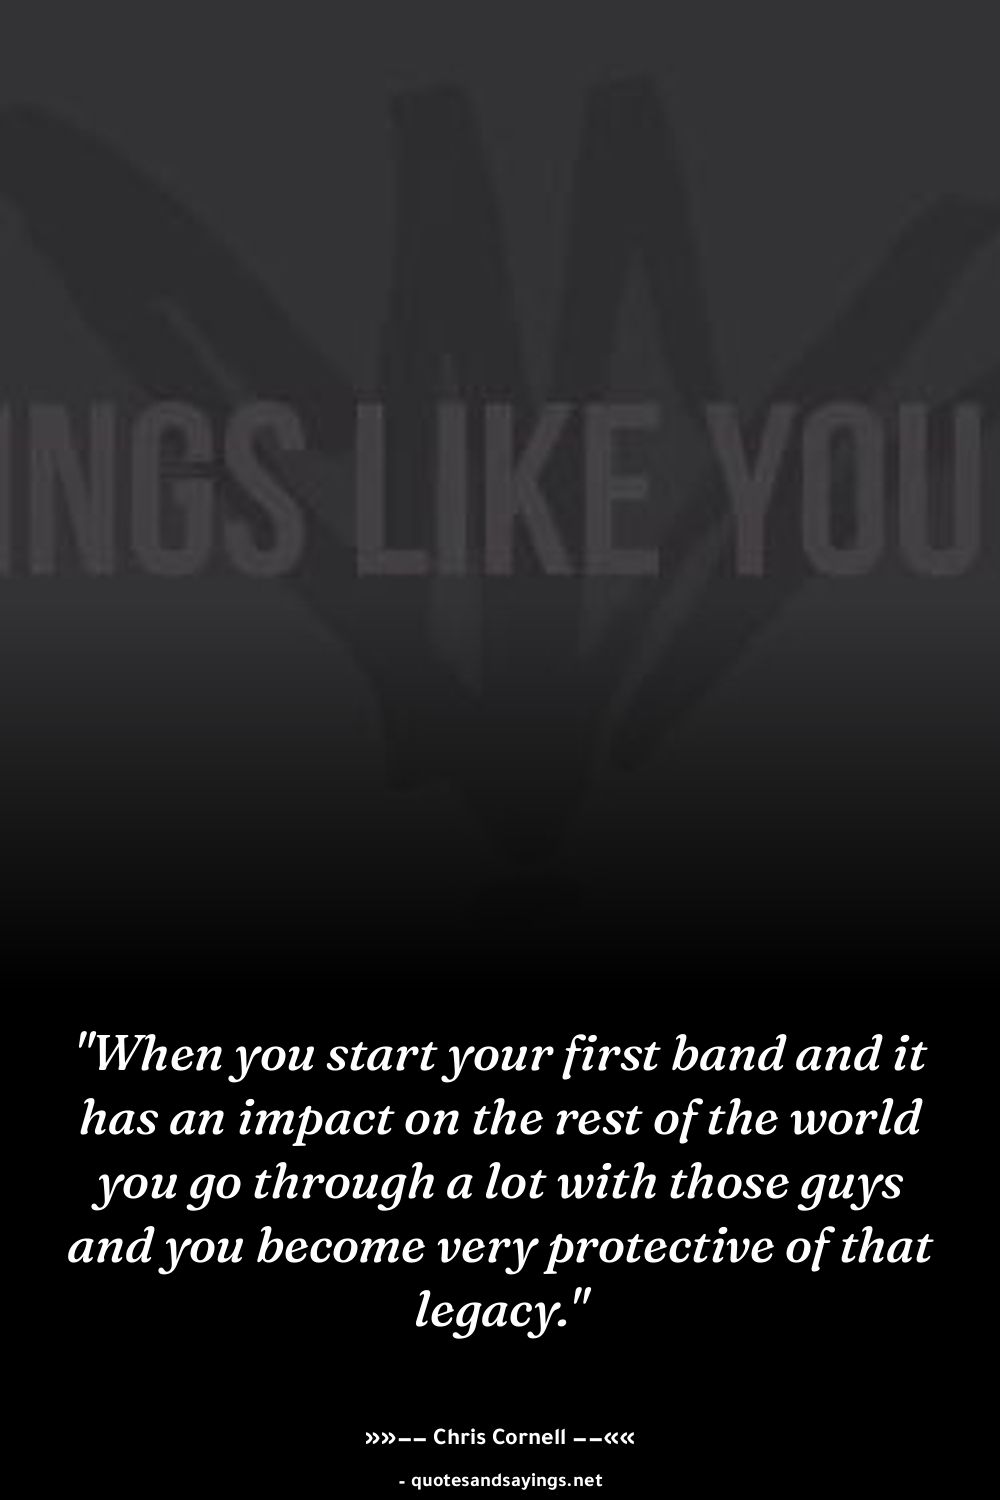 INGS LIKE YOU
"When you start your first band and it
has an impact on the rest of the world
you go through a lot with those guys
and you become very protective of that
legacy."
»»–– Chris Cornell ––««
- quotesandsayings.net